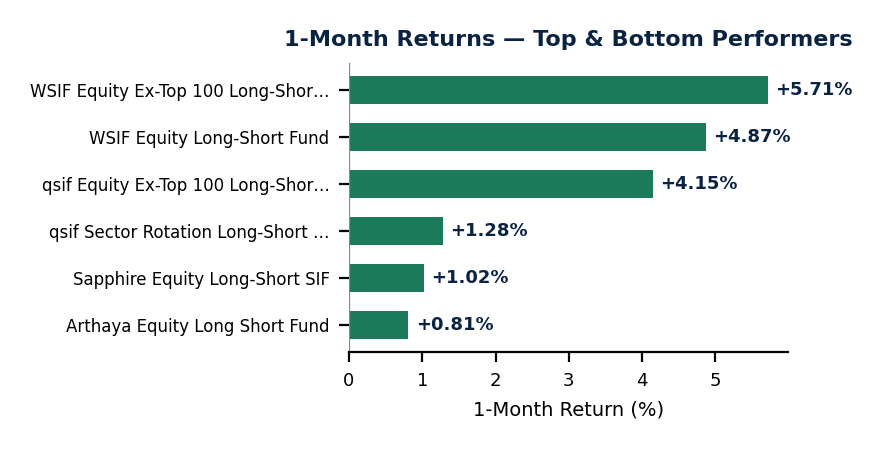 1-Month Returns — Top & Bottom Performers
WSIF Equity Ex-Top 100 Long-Shor… +5.71%
WSIF Equity Long-Short Fund +4.87%
qsif Equity Ex-Top 100 Long-Shor… +4.15%
qsif Sector Rotation Long-Short … +1.28%
Sapphire Equity Long-Short SIF +1.02%
Arthaya Equity Long Short Fund +0.81%
0 1 2 3 4 5
1-Month Return (%)